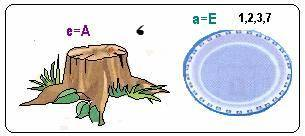 e=A ‘ a=E 1,2,3,7